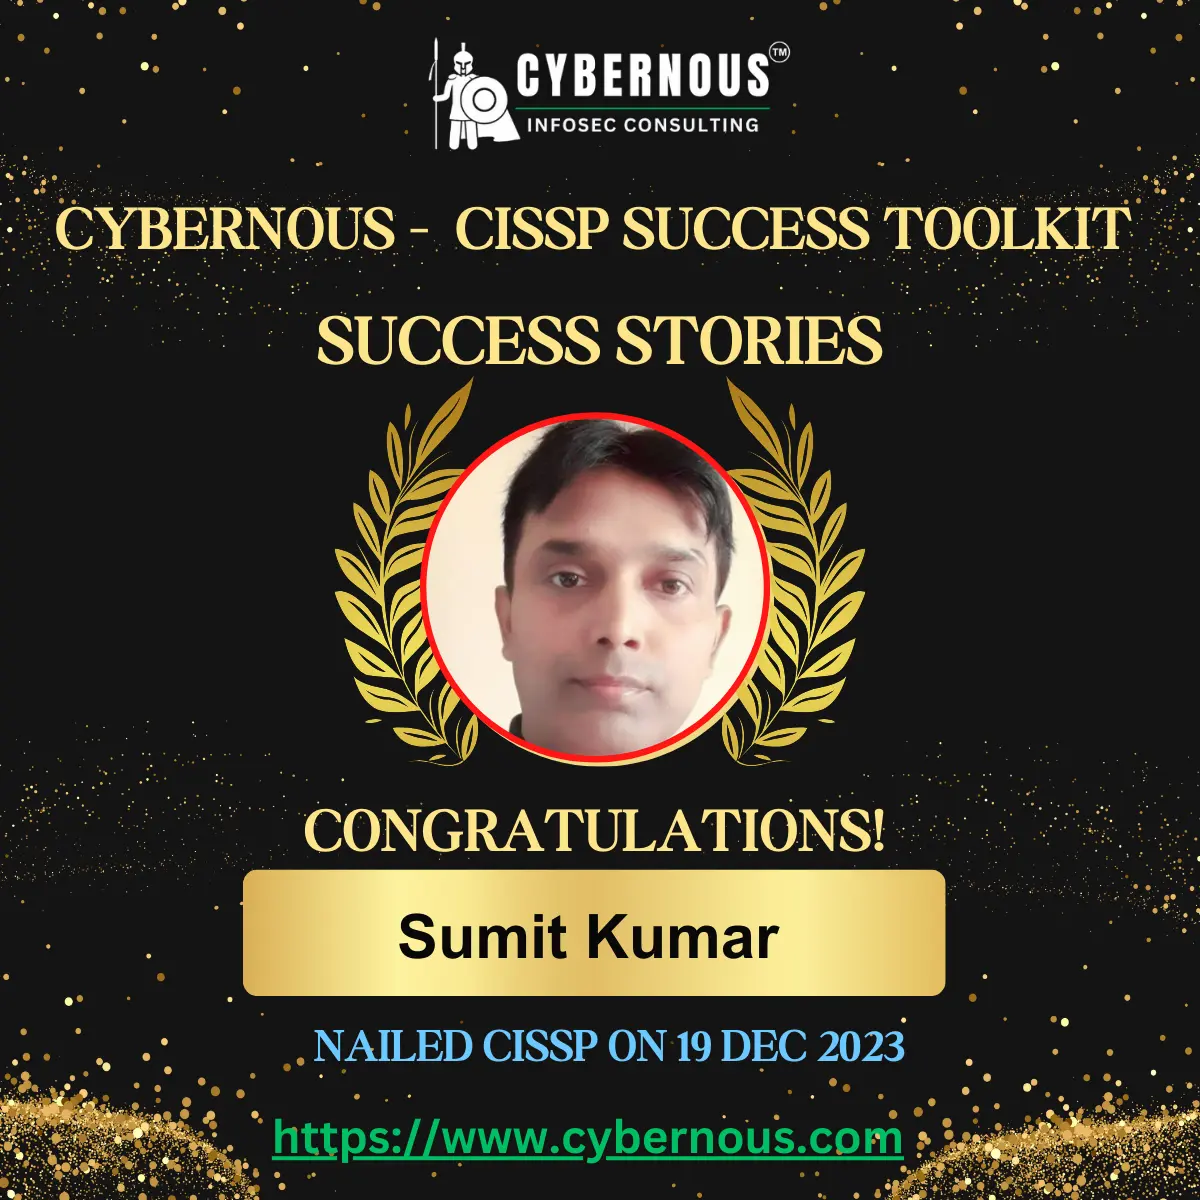 CYBERNOUS™
INFOSEC CONSULTING
CYBERNOUS - CISSP SUCCESS TOOLKIT
SUCCESS STORIES
CONGRATULATIONS!
Sumit Kumar
NAILED CISSP ON 19 DEC 2023
https://www.cybernous.com